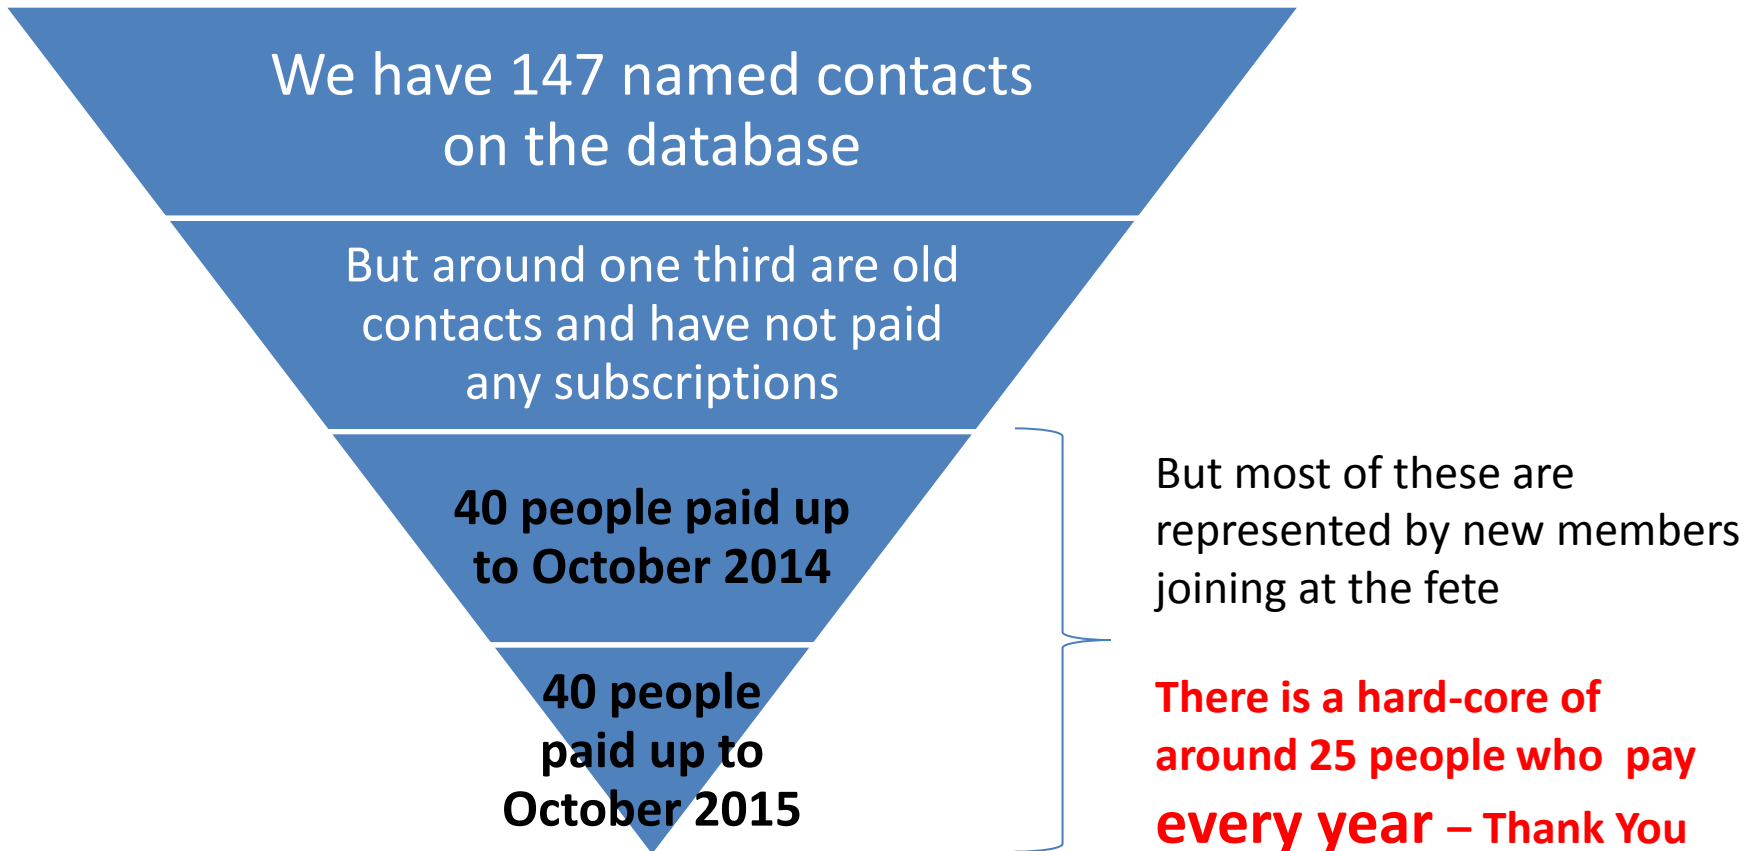 We have 147 named contacts
on the database
But around one third are old
contacts and have not paid
any subscriptions
40 people paid up
to October 2014
40 people
paid up to
October 2015
But most of these are
represented by new members
joining at the fete
There is a hard-core of
around 25 people who  pay
every year – Thank You